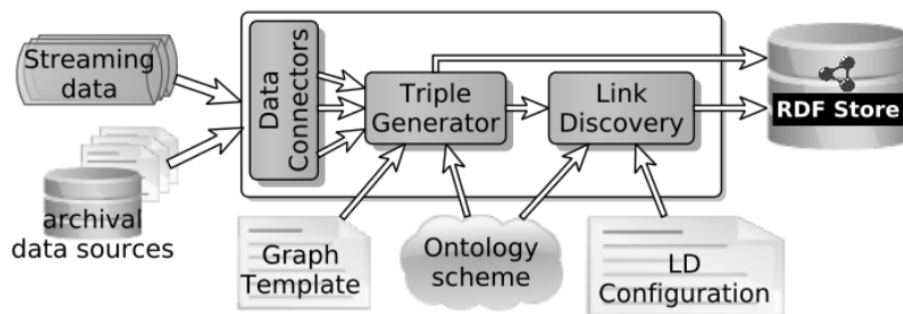 Streaming
data
archival
data sources
Data
Connectors
Triple
Generator
Link
Discovery
RDF Store
Graph
Template
Ontology
scheme
LD
Configuration